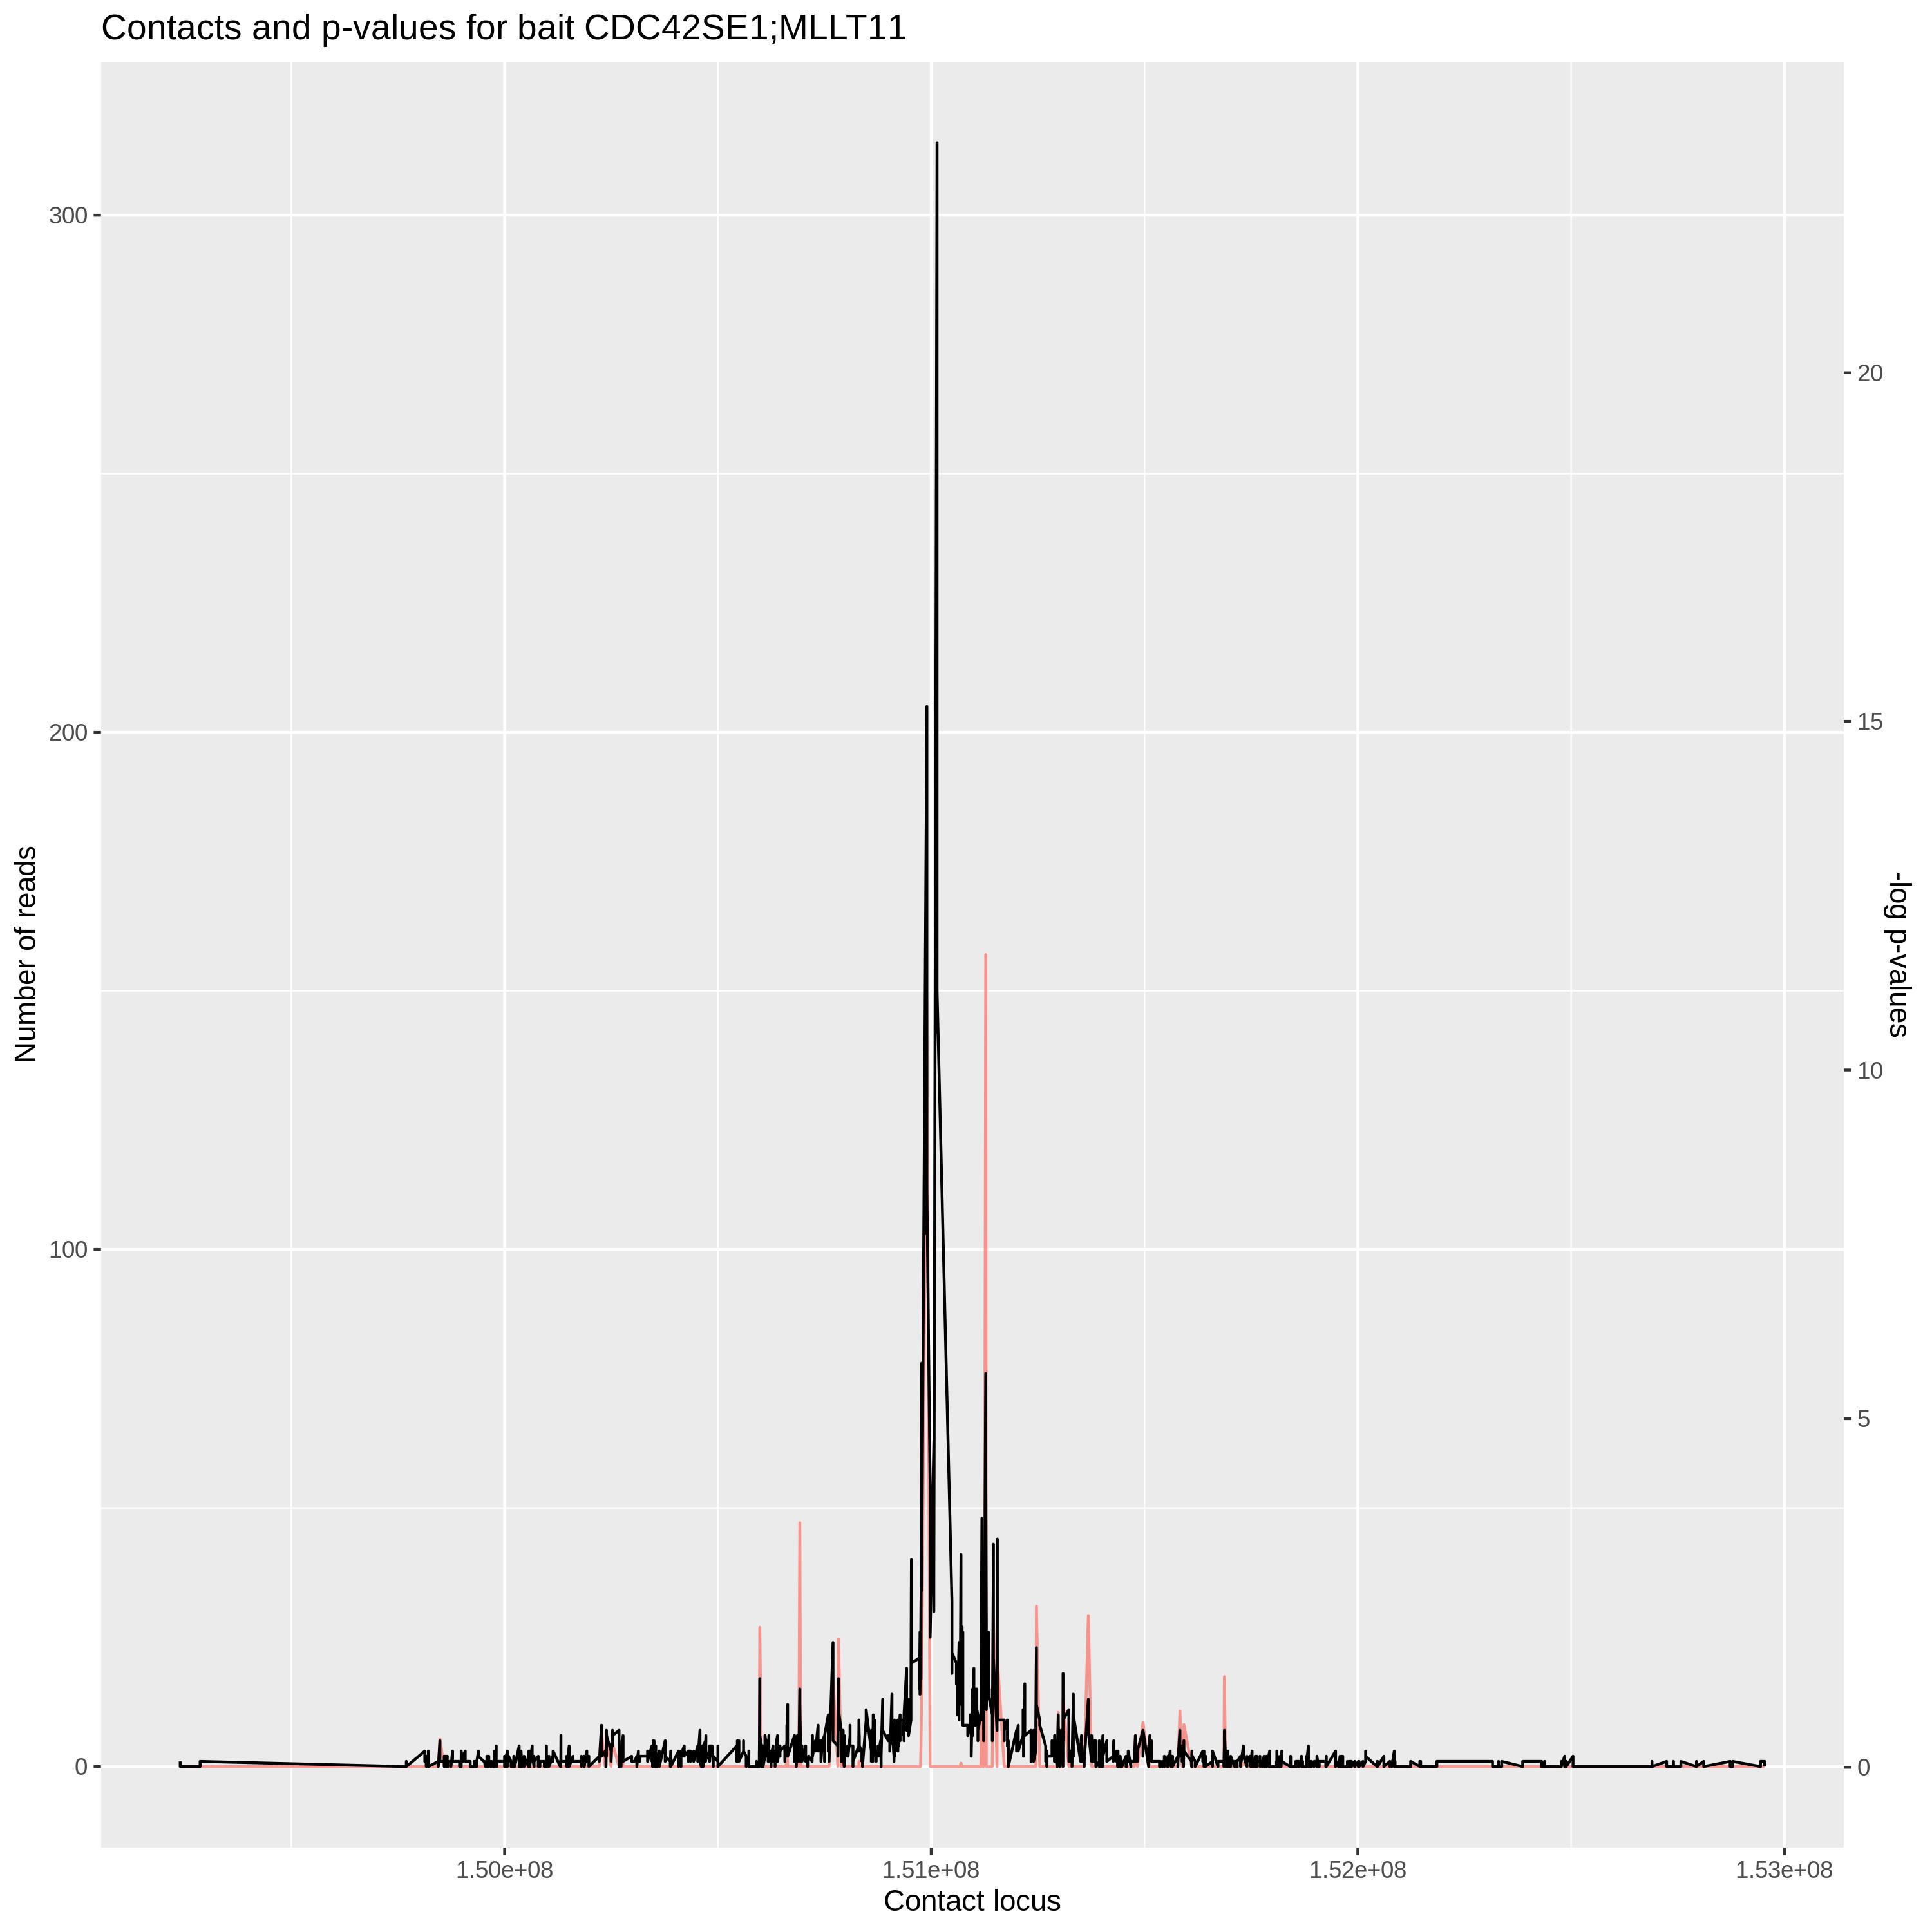 Contacts and p-values for bait CDC42SE1;MLLT11
300
200
100
0
Number of reads
20
15
10
5
0
-log p-values
1.50e+08
1.51e+08
1.52e+08
1.53e+08
Contact locus